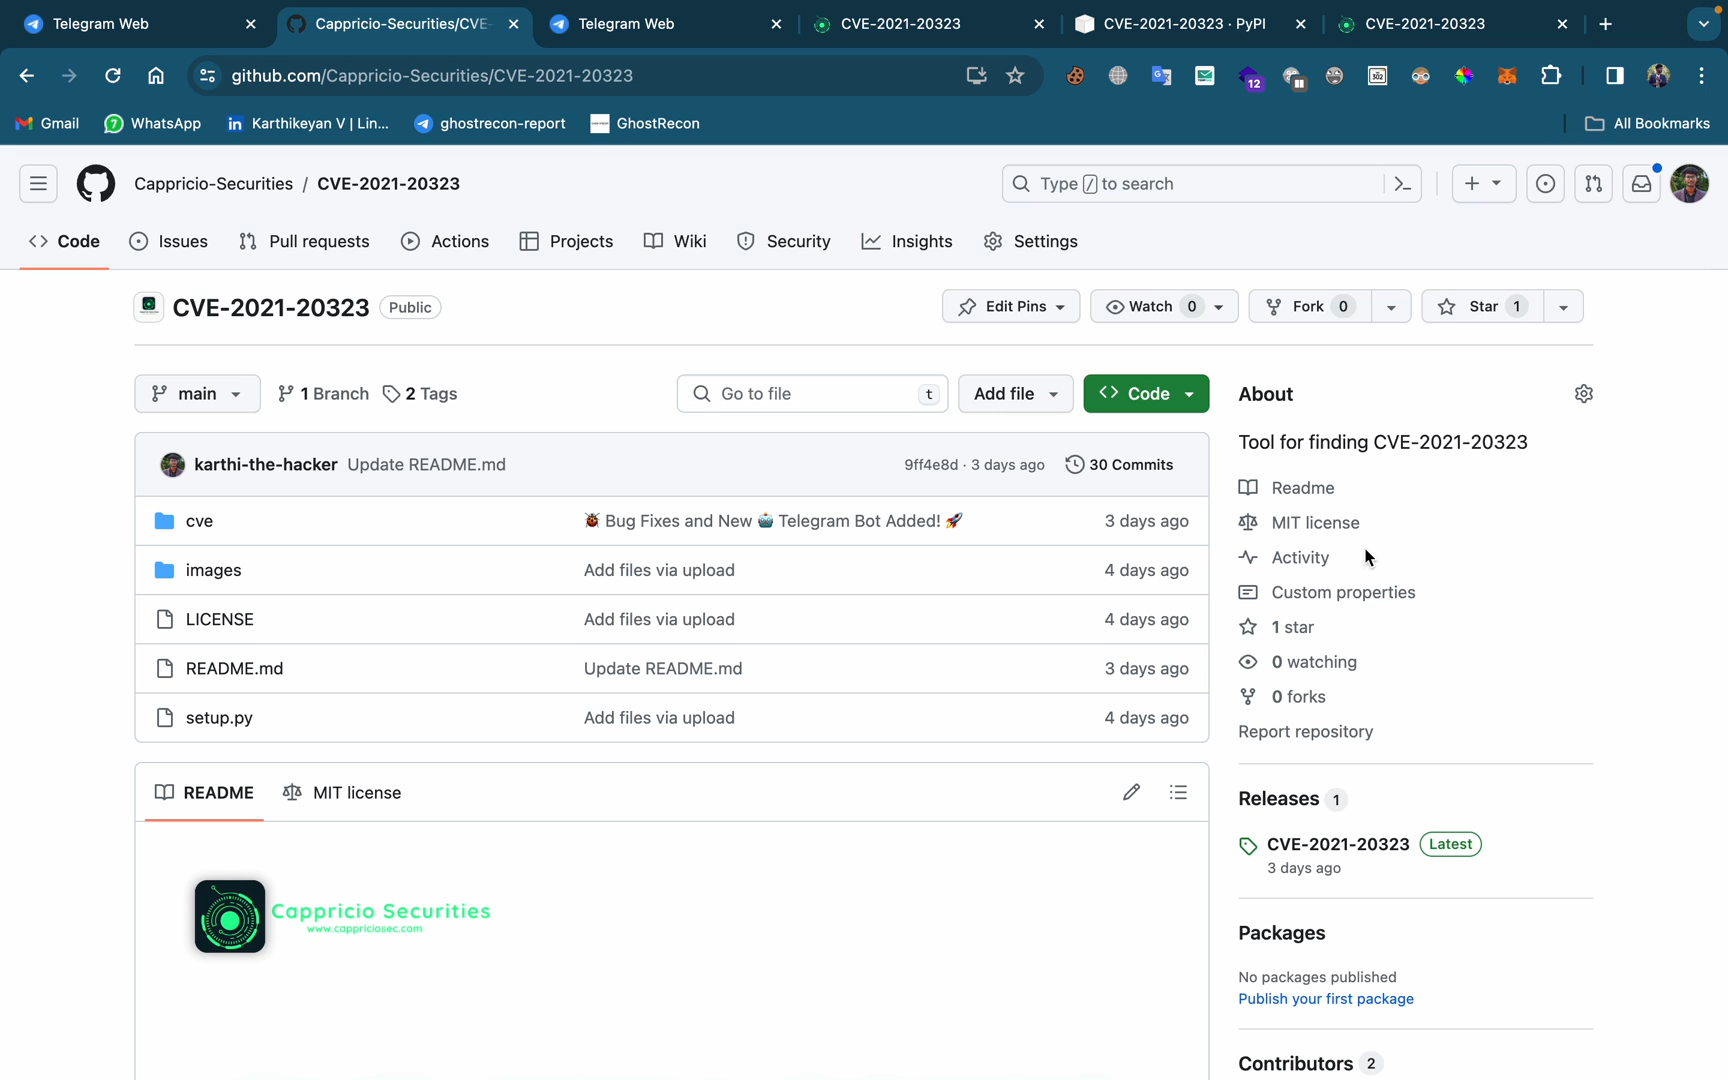 Telegram Web
Cappricio-Securities/CVE-
Telegram Web
CVE-2021-20323
CVE-2021-20323 · PyPI
CVE-2021-20323
github.com/Cappricio-Securities/CVE-2021-20323
12
302
Gmail
7
WhatsApp
Karthikeyan V | Lin...
ghostrecon-report
GhostRecon
All Bookmarks
Cappricio-Securities / CVE-2021-20323
Type / to search
Code
Issues
Pull requests
Actions
Projects
Wiki
Security
Insights
Settings
CVE-2021-20323
Public
Edit Pins
Watch 0
Fork 0
Star 1
main
1 Branch
2 Tags
Go to file
t
Add file
Code
About
Tool for finding CVE-2021-20323
karthi-the-hacker Update README.md
9ff4e8d · 3 days ago
30 Commits
cve
🐞 Bug Fixes and New 🤖 Telegram Bot Added! 🚀
3 days ago
images
Add files via upload
4 days ago
LICENSE
Add files via upload
4 days ago
README.md
Update README.md
3 days ago
setup.py
Add files via upload
4 days ago
Readme
MIT license
Activity
Custom properties
1 star
0 watching
0 forks
Report repository
README
MIT license
Cappricio Securities
www.cappriciosec.com
Releases 1
CVE-2021-20323
Latest
3 days ago
Packages
No packages published
Publish your first package
Contributors 2